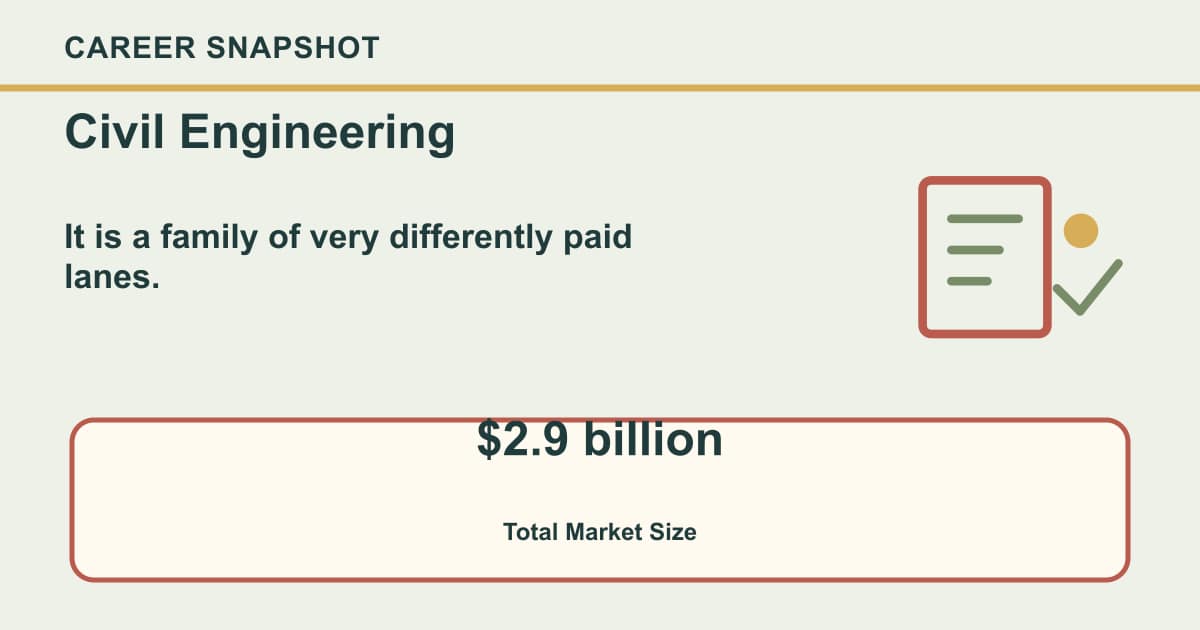 CAREER SNAPSHOT
Civil Engineering
It is a family of very differently paid
lanes.
$2.9 billion
Total Market Size